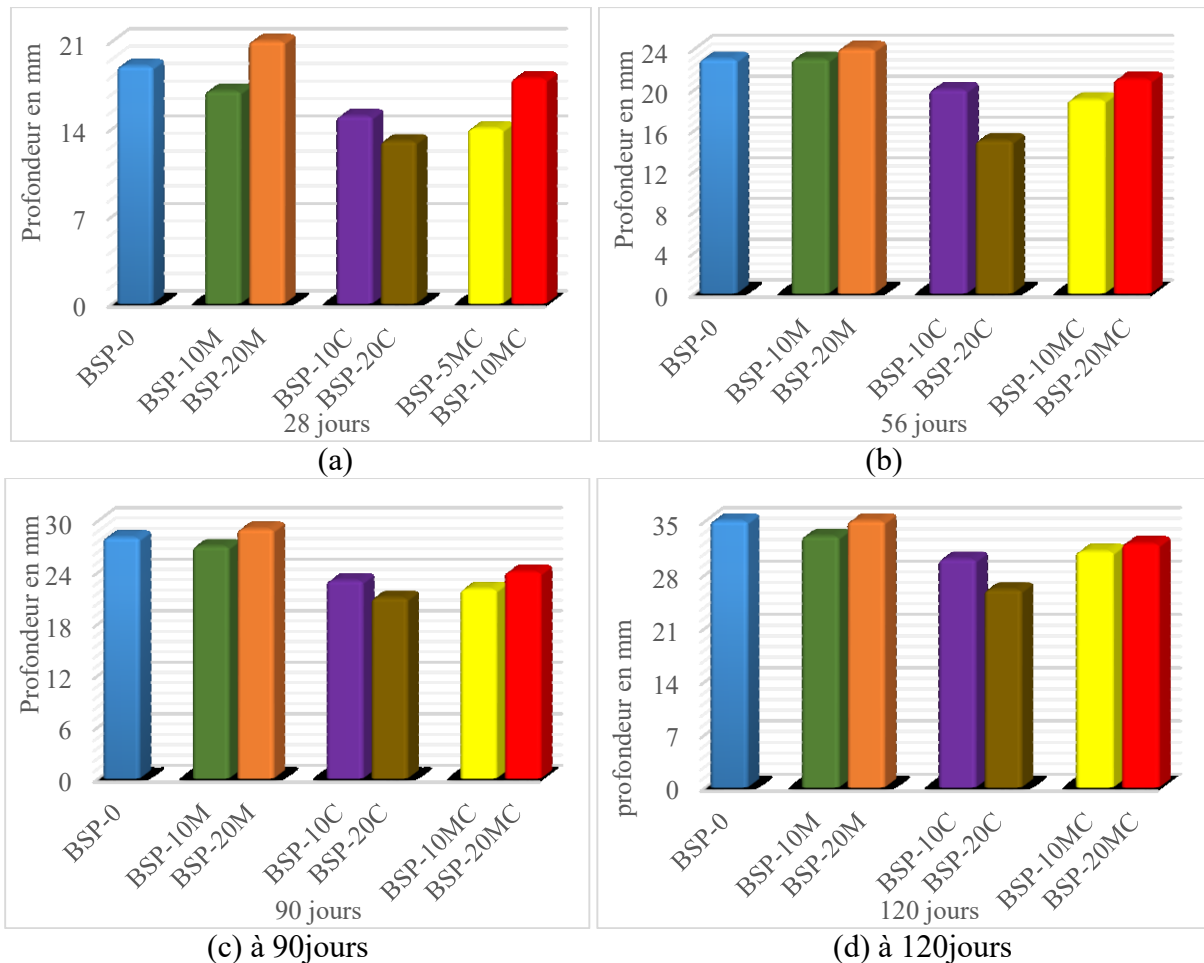 Profondeur en mm
21
14
7
0
BSP-0
BSP-10M
BSP-20M
BSP-10C
BSP-20C
BSP-5MC
BSP-10MC
28 jours
(a)
Profondeur en mm
24
20
16
12
8
4
0
BSP-0
BSP-10M
BSP-20M
BSP-10C
BSP-20C
BSP-10MC
BSP-20MC
56 jours
(b)
Profondeur en mm
30
24
18
12
6
0
BSP-0
BSP-10M
BSP-20M
BSP-10C
BSP-20C
BSP-10MC
BSP-20MC
90 jours
(c) à 90jours
profondeur en mm
35
28
21
14
7
0
BSP-0
BSP-10M
BSP-20M
BSP-10C
BSP-20C
BSP-10MC
BSP-20MC
120 jours
(d) à 120jours